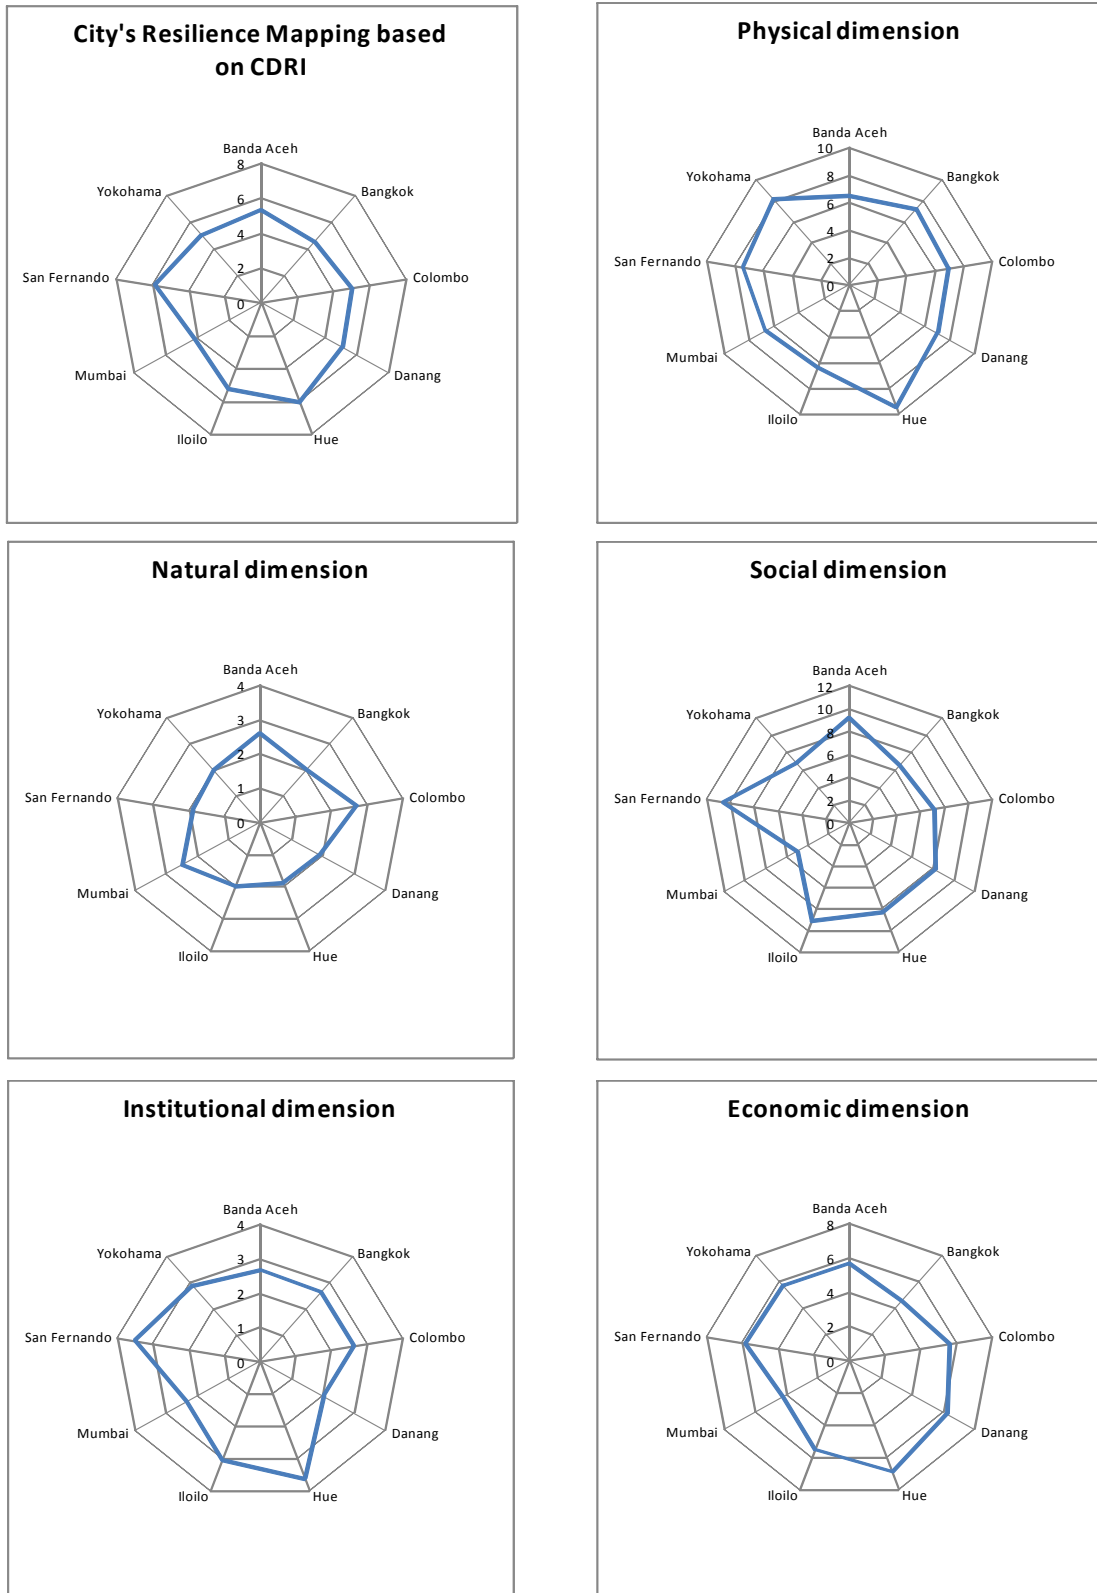 City's Resilience Mapping based
on CDRI
Banda Aceh
8
Yokohama
Bangkok
6
4
San Fernando
2
Colombo
0
Mumbai
Danang
Iloilo
Hue
Physical dimension
Banda Aceh
10
Yokohama
Bangkok
8
6
4
San Fernando
2
Colombo
0
Mumbai
Danang
Iloilo
Hue
Natural dimension
Banda Aceh
4
Yokohama
Bangkok
3
2
San Fernando
1
Colombo
0
Mumbai
Danang
Iloilo
Hue
Social dimension
Banda Aceh
12
Yokohama
Bangkok
10
8
6
4
San Fernando
2
Colombo
0
Mumbai
Danang
Iloilo
Hue
Institutional dimension
Banda Aceh
4
Yokohama
Bangkok
3
2
San Fernando
1
Colombo
0
Mumbai
Danang
Iloilo
Hue
Economic dimension
Banda Aceh
8
Yokohama
Bangkok
6
4
San Fernando
2
Colombo
0
Mumbai
Danang
Iloilo
Hue